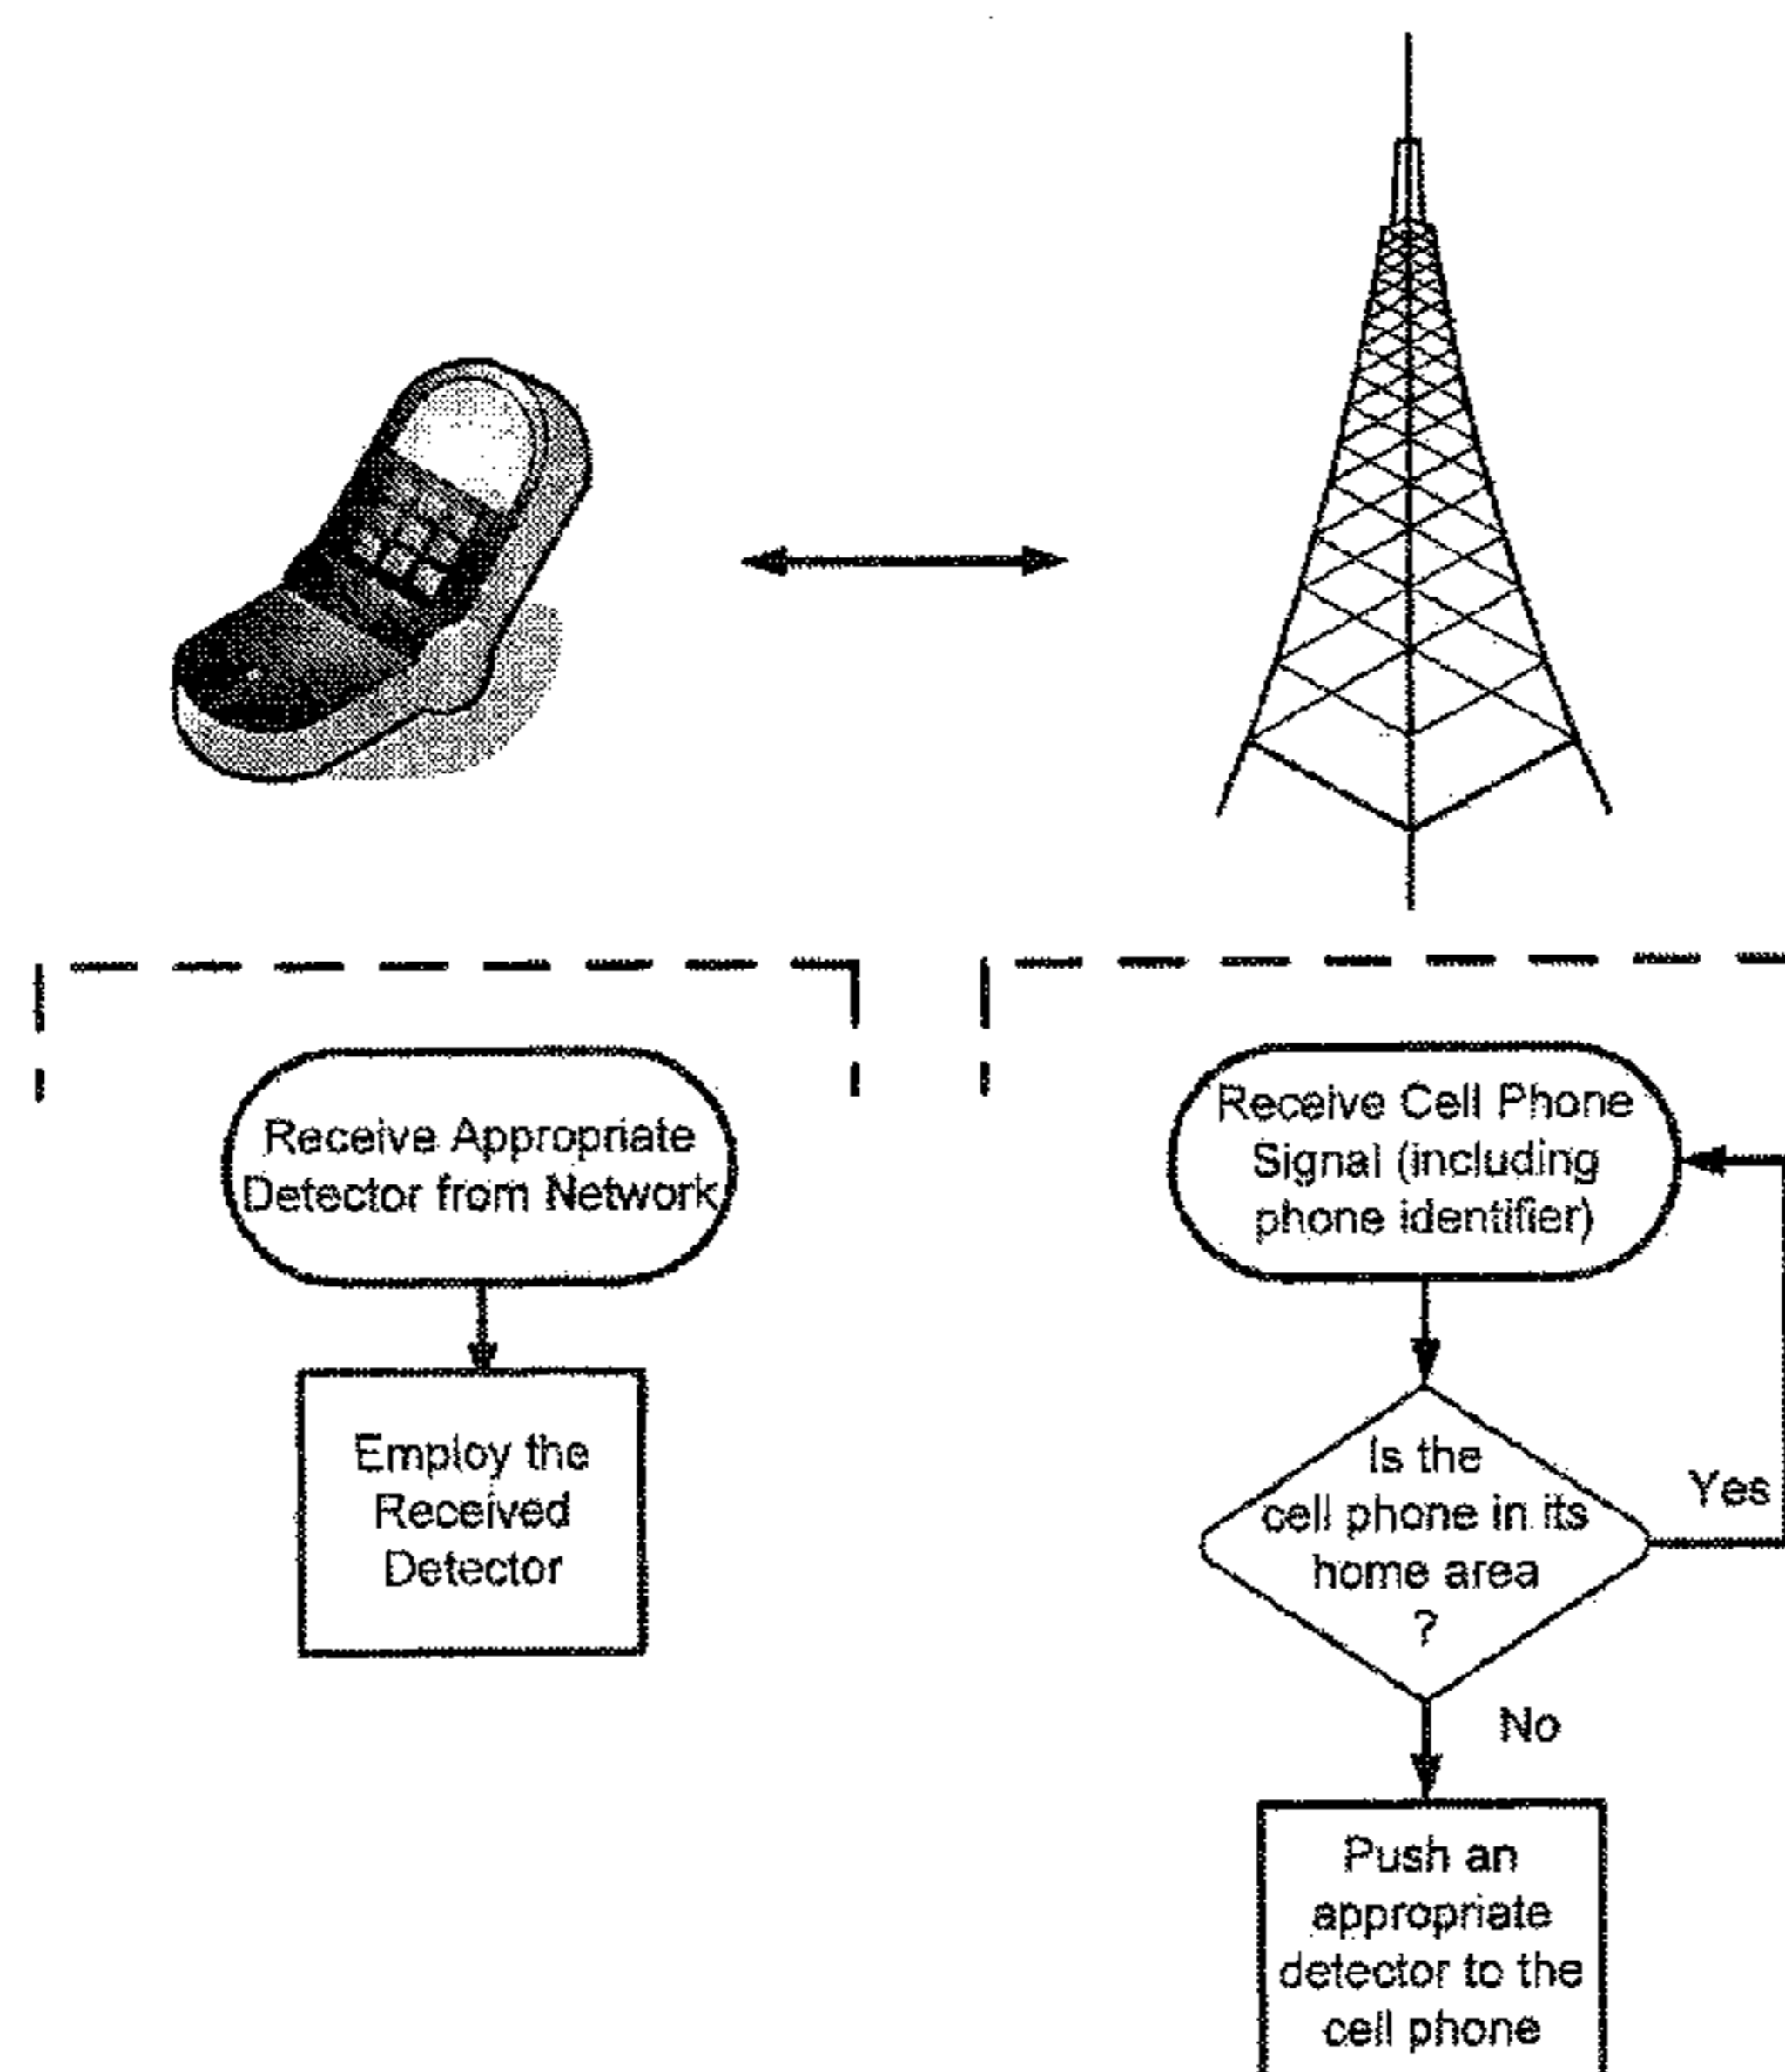 Receive Appropriate
Detector from Network
Employ the
Received
Detector
Receive Cell Phone
Signal (including
phone identifier)
Is the
cell phone in its
home area
?
Yes
No
Push an
appropriate
detector to the
cell phone